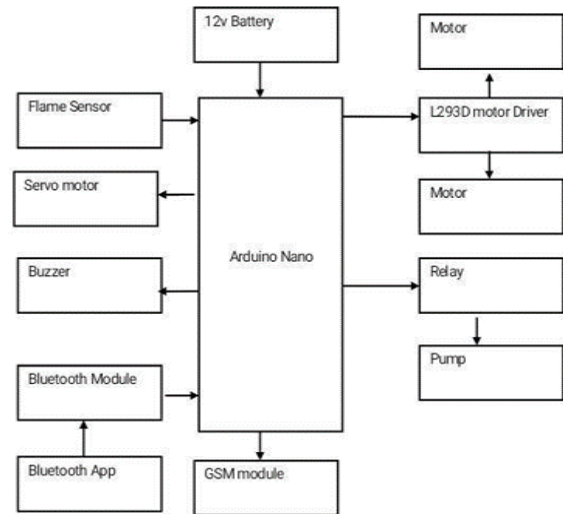 12v Battery
Motor
Flame Sensor
L293D motor Driver
Servo motor
Motor
Arduino Nano
Buzzer
Relay
Bluetooth Module
Pump
Bluetooth App
GSM module